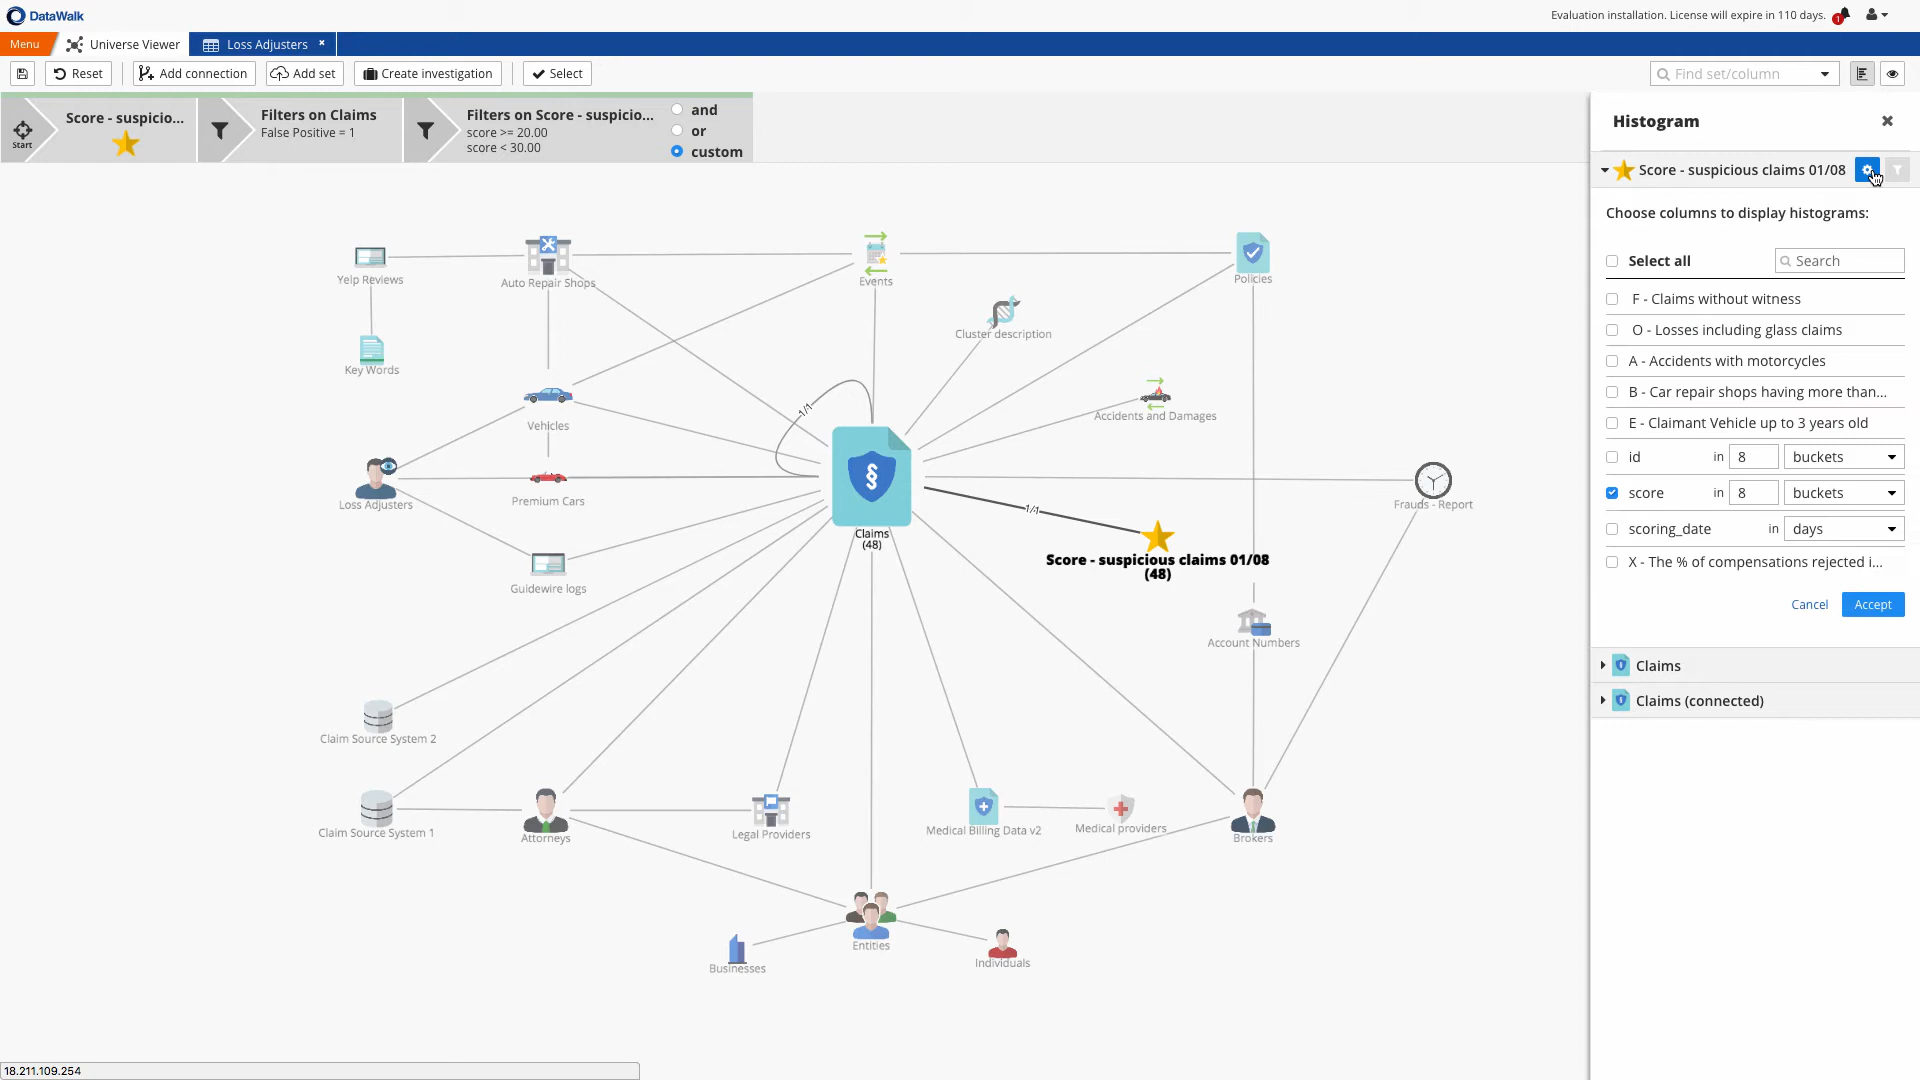 DataWalk
Evaluation installation. License will expire in 110 days.
1
Menu
Universe Viewer
Loss Adjusters ×
Reset
Add connection
Add set
Create investigation
Select
Find set/column
Start
Score - suspicio...
Filters on Claims
False Positive = 1
Filters on Score - suspicio...
score >= 20.00
score < 30.00
and
or
custom
Yelp Reviews
Auto Repair Shops
Events
Policies
Cluster description
Key Words
Accidents and Damages
1/1
Vehicles
Loss Adjusters
Premium Cars
§
Claims
(48)
1/1
Frauds - Report
Score - suspicious claims 01/08
(48)
Guidewire logs
Account Numbers
Claim Source System 2
Claim Source System 1
Attorneys
Legal Providers
Medical Billing Data v2
Medical providers
Brokers
Entities
Businesses
Individuals
Histogram
Score - suspicious claims 01/08
Choose columns to display histograms:
Select all
Search
F - Claims without witness
O - Losses including glass claims
A - Accidents with motorcycles
B - Car repair shops having more than...
E - Claimant Vehicle up to 3 years old
id in 8 buckets
score in 8 buckets
scoring_date in days
X - The % of compensations rejected i...
Cancel Accept
Claims
Claims (connected)
18.211.109.254